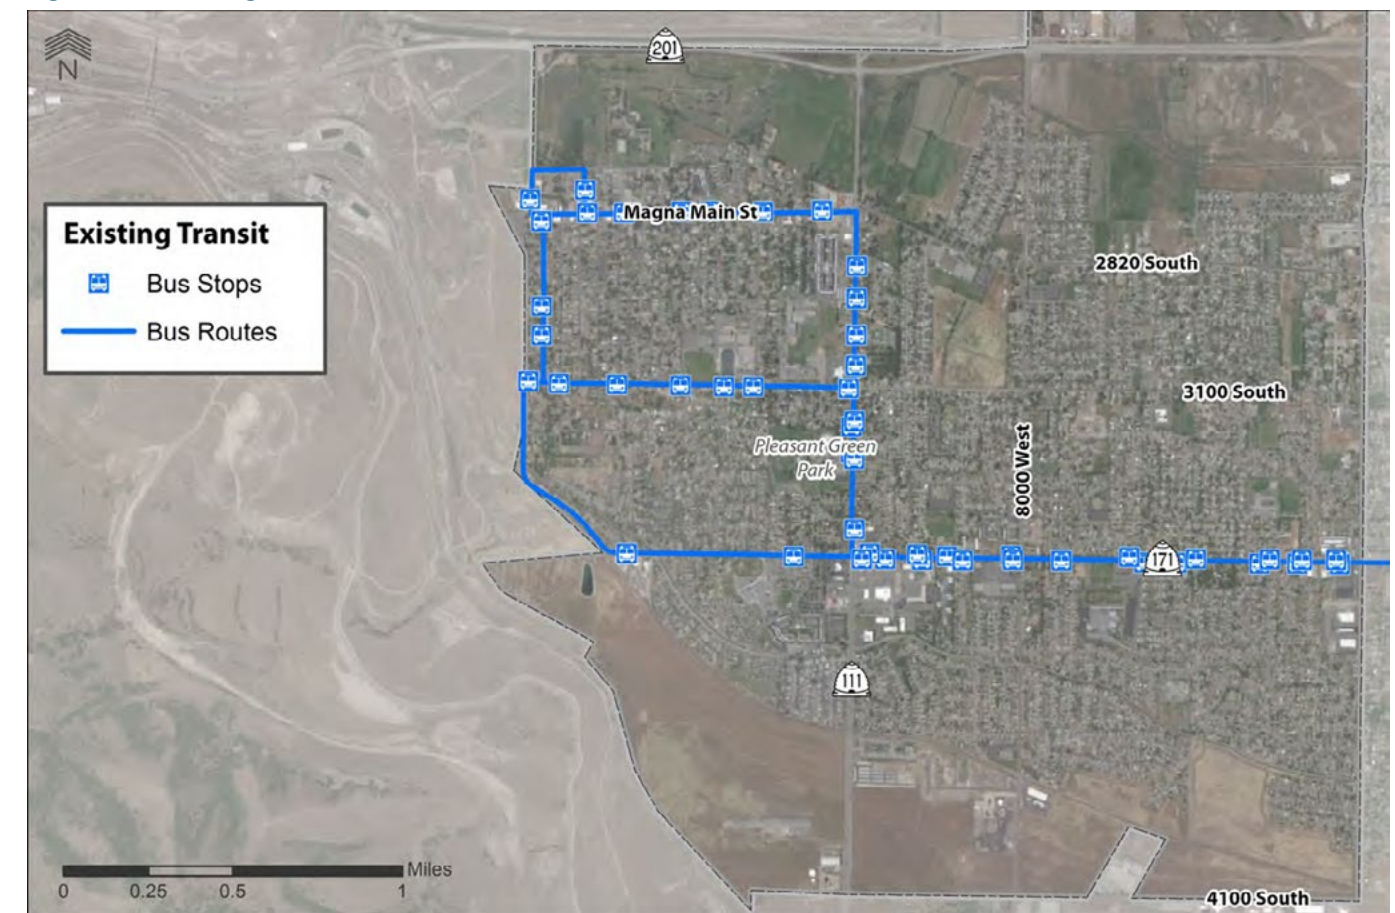 201
N
Existing Transit
Bus Stops
Bus Routes
Magna Main St
2820 South
3100 South
8000 West
Pleasant Green
Park
171
111
Miles
0 0.25 0.5 1
4100 South